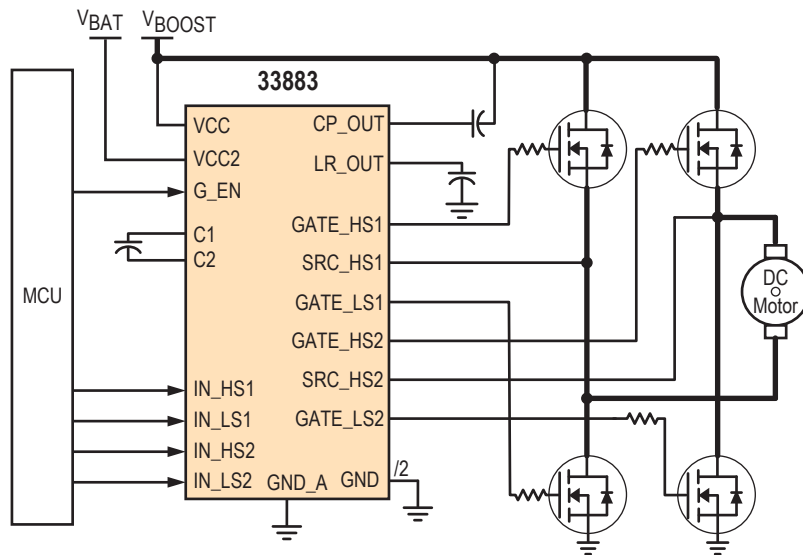 VBAT
VBOOST
33883
VCC
CP_OUT
VCC2
LR_OUT
G_EN
GATE_HS1
C1
C2
SRC_HS1
MCU
GATE_LS1
DC
Motor
GATE_HS2
SRC_HS2
IN_HS1
IN_LS1
GATE_LS2
IN_HS2
IN_LS2
GND_A
GND
/2